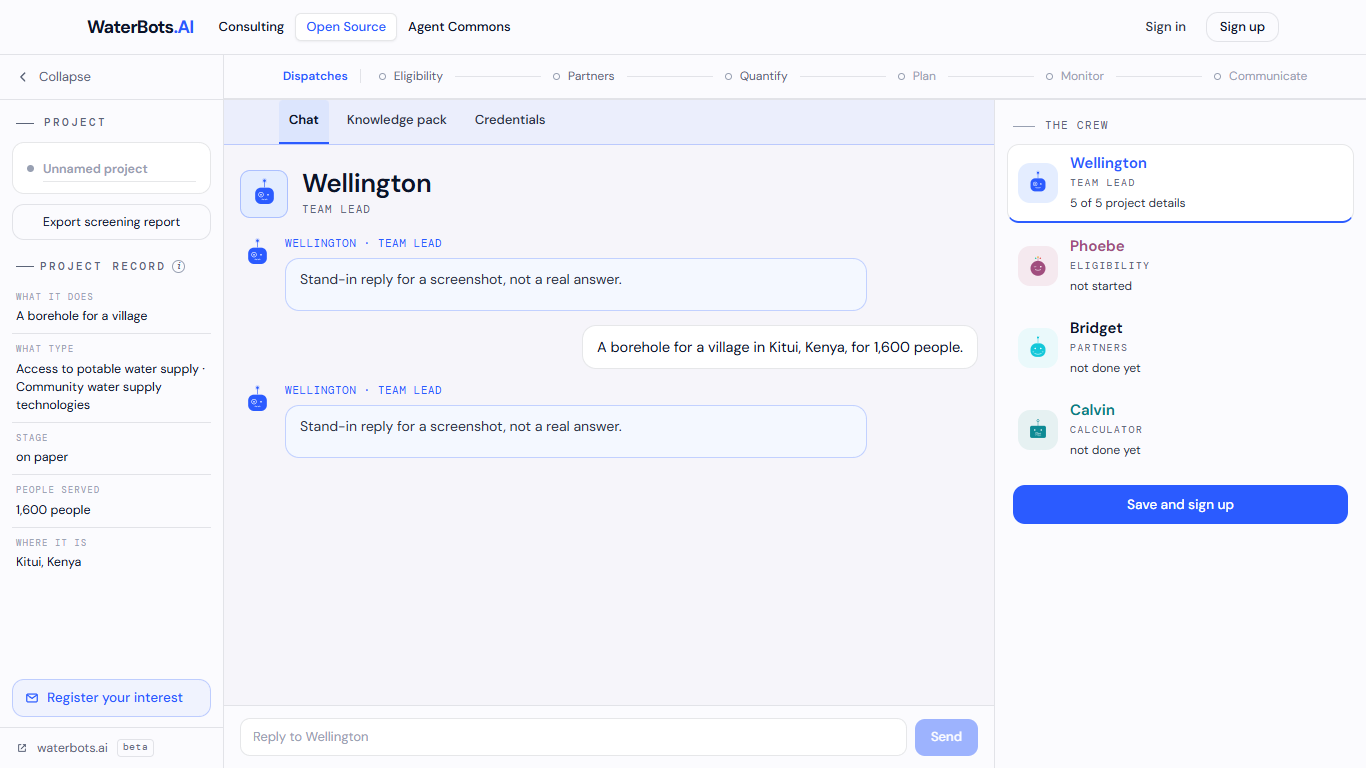 WaterBots.AI
Consulting
Open Source
Agent Commons
Sign in
Sign up
Collapse
Dispatches
Eligibility
Partners
Quantify
Plan
Monitor
Communicate
PROJECT
Unnamed project
Export screening report
PROJECT RECORD
WHAT IT DOES
A borehole for a village
WHAT TYPE
Access to potable water supply ·
Community water supply
technologies
STAGE
on paper
PEOPLE SERVED
1,600 people
WHERE IT IS
Kitui, Kenya
Register your interest
waterbots.ai
beta
Chat
Knowledge pack
Credentials
Wellington
TEAM LEAD
WELLINGTON · TEAM LEAD
Stand-in reply for a screenshot, not a real answer.
A borehole for a village in Kitui, Kenya, for 1,600 people.
WELLINGTON · TEAM LEAD
Stand-in reply for a screenshot, not a real answer.
Reply to Wellington
Send
THE CREW
Wellington
TEAM LEAD
5 of 5 project details
Phoebe
ELIGIBILITY
not started
Bridget
PARTNERS
not done yet
Calvin
CALCULATOR
not done yet
Save and sign up